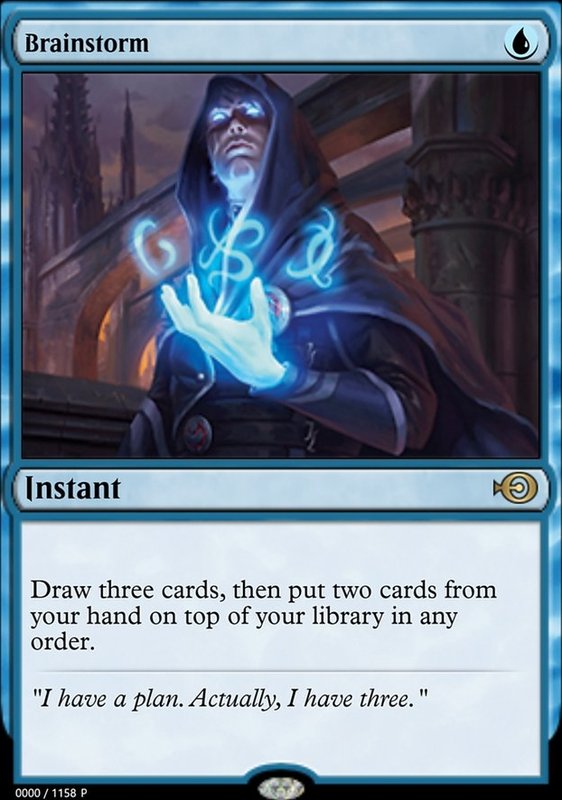 Brainstorm
Instant
Draw three cards, then put two cards from
your hand on top of your library in any
order.
"I have a plan. Actually, I have three."
0000 / 1158 P